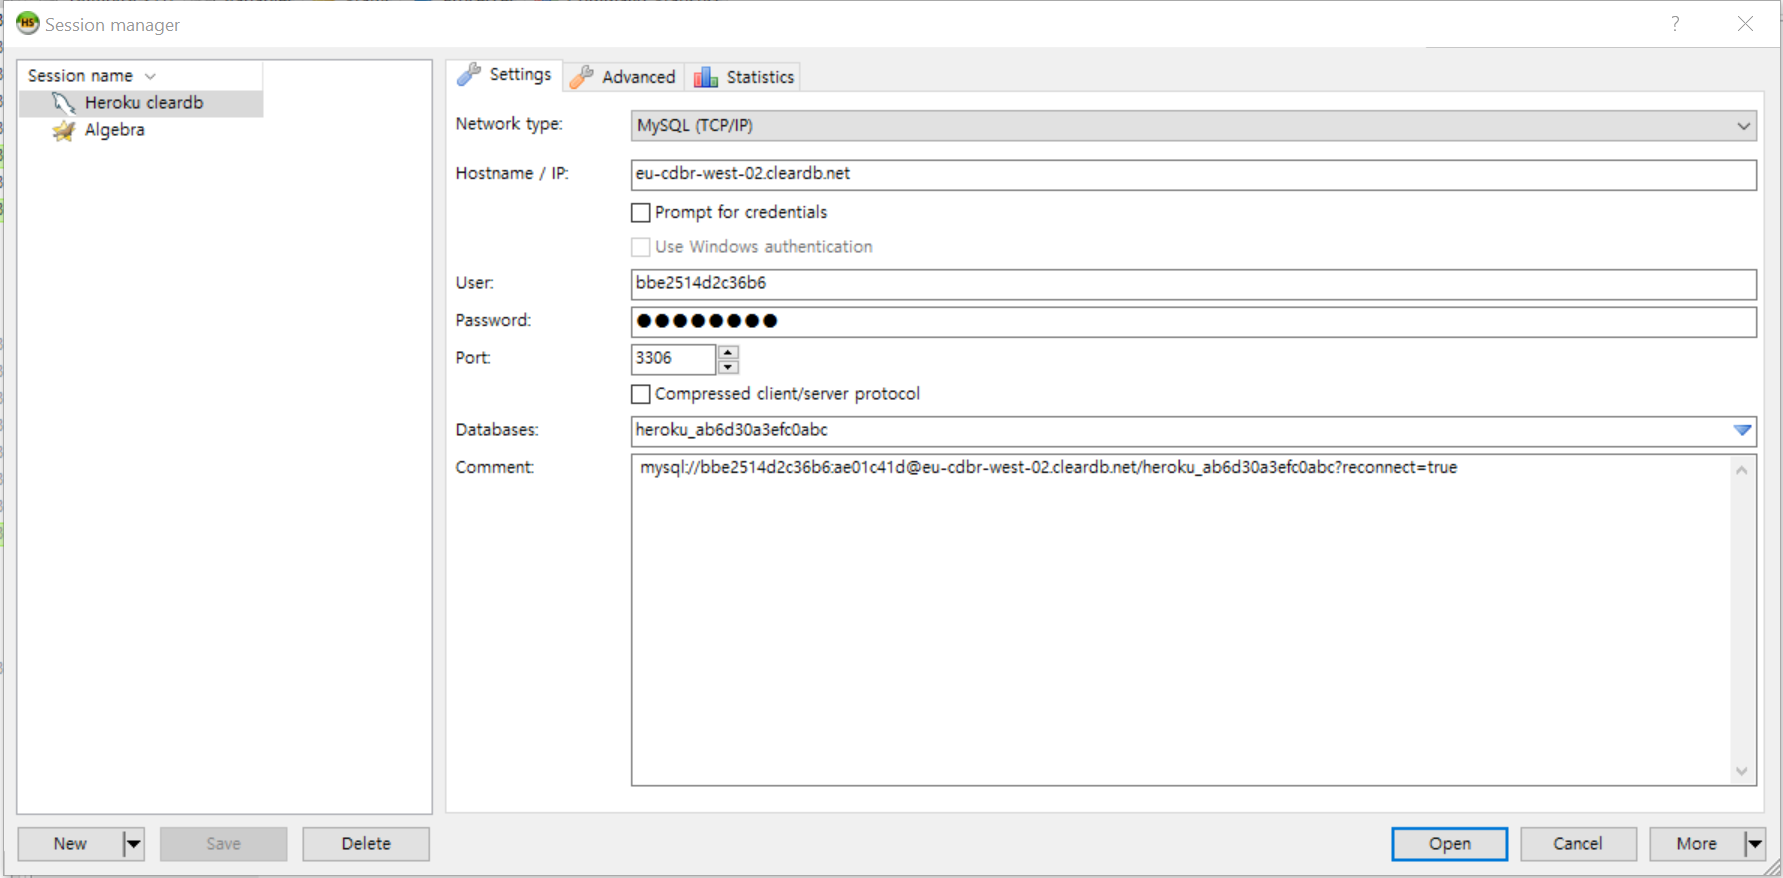 Session manager
?
Session name
Heroku cleardb
Algebra
Settings
Advanced
Statistics
Network type:
MySQL (TCP/IP)
Hostname / IP:
eu-cdbr-west-02.cleardb.net
Prompt for credentials
Use Windows authentication
User:
bbe2514d2c36b6
Password:
●●●●●●●●
Port:
3306
Compressed client/server protocol
Databases:
heroku_ab6d30a3efc0abc
Comment:
mysql://bbe2514d2c36b6:ae01c41d@eu-cdbr-west-02.cleardb.net/heroku_ab6d30a3efc0abc?reconnect=true
New
Save
Delete
Open
Cancel
More